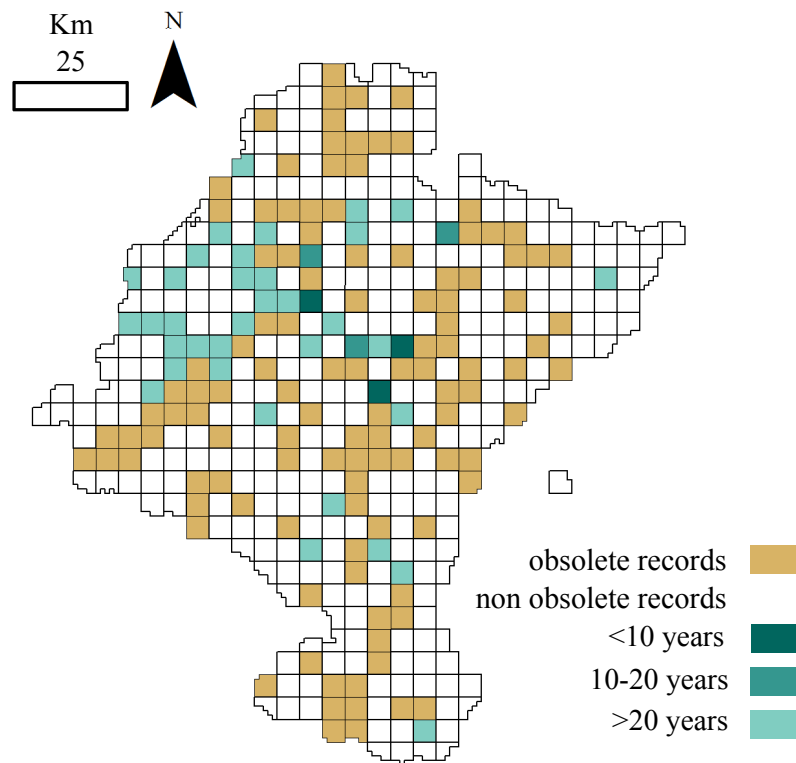 Km
25
N
obsolete records
non obsolete records
<10 years
10-20 years
>20 years